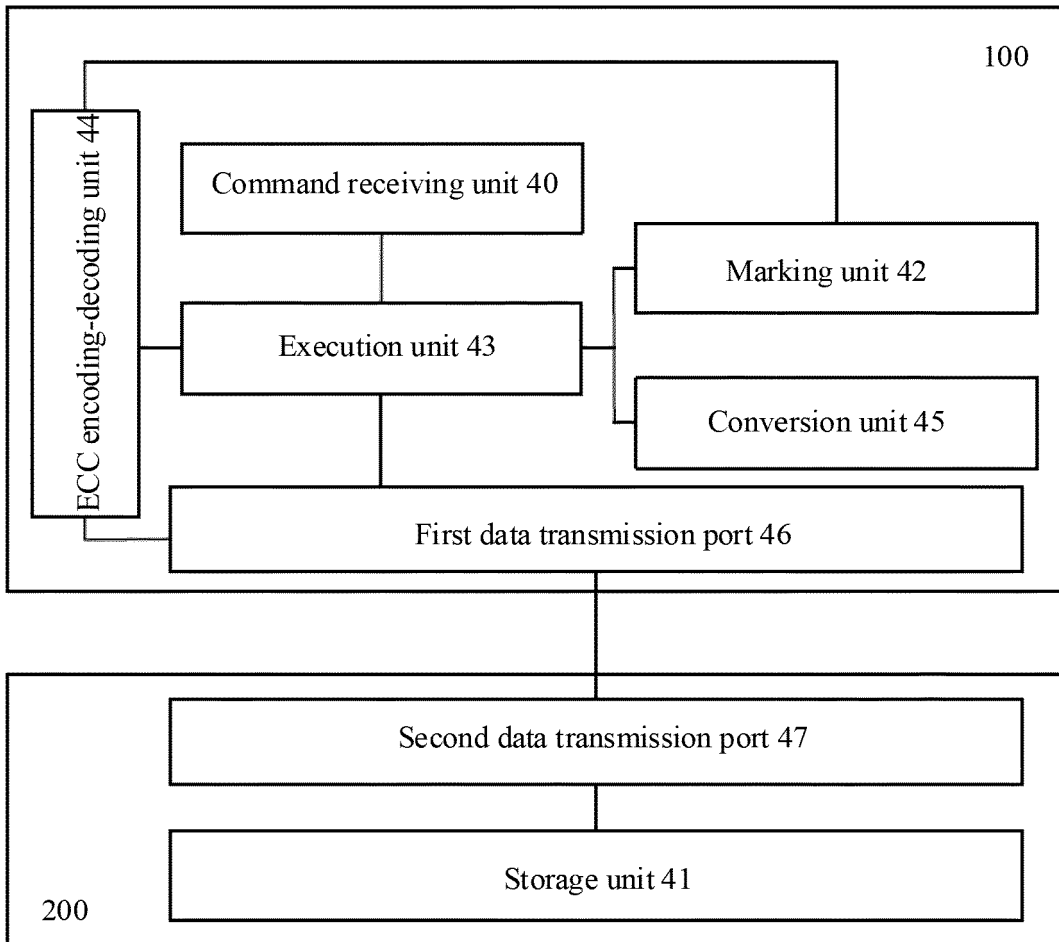 100
ECC encoding-decoding unit 44
Command receiving unit 40
Marking unit 42
Execution unit 43
Conversion unit 45
First data transmission port 46
Second data transmission port 47
Storage unit 41
200